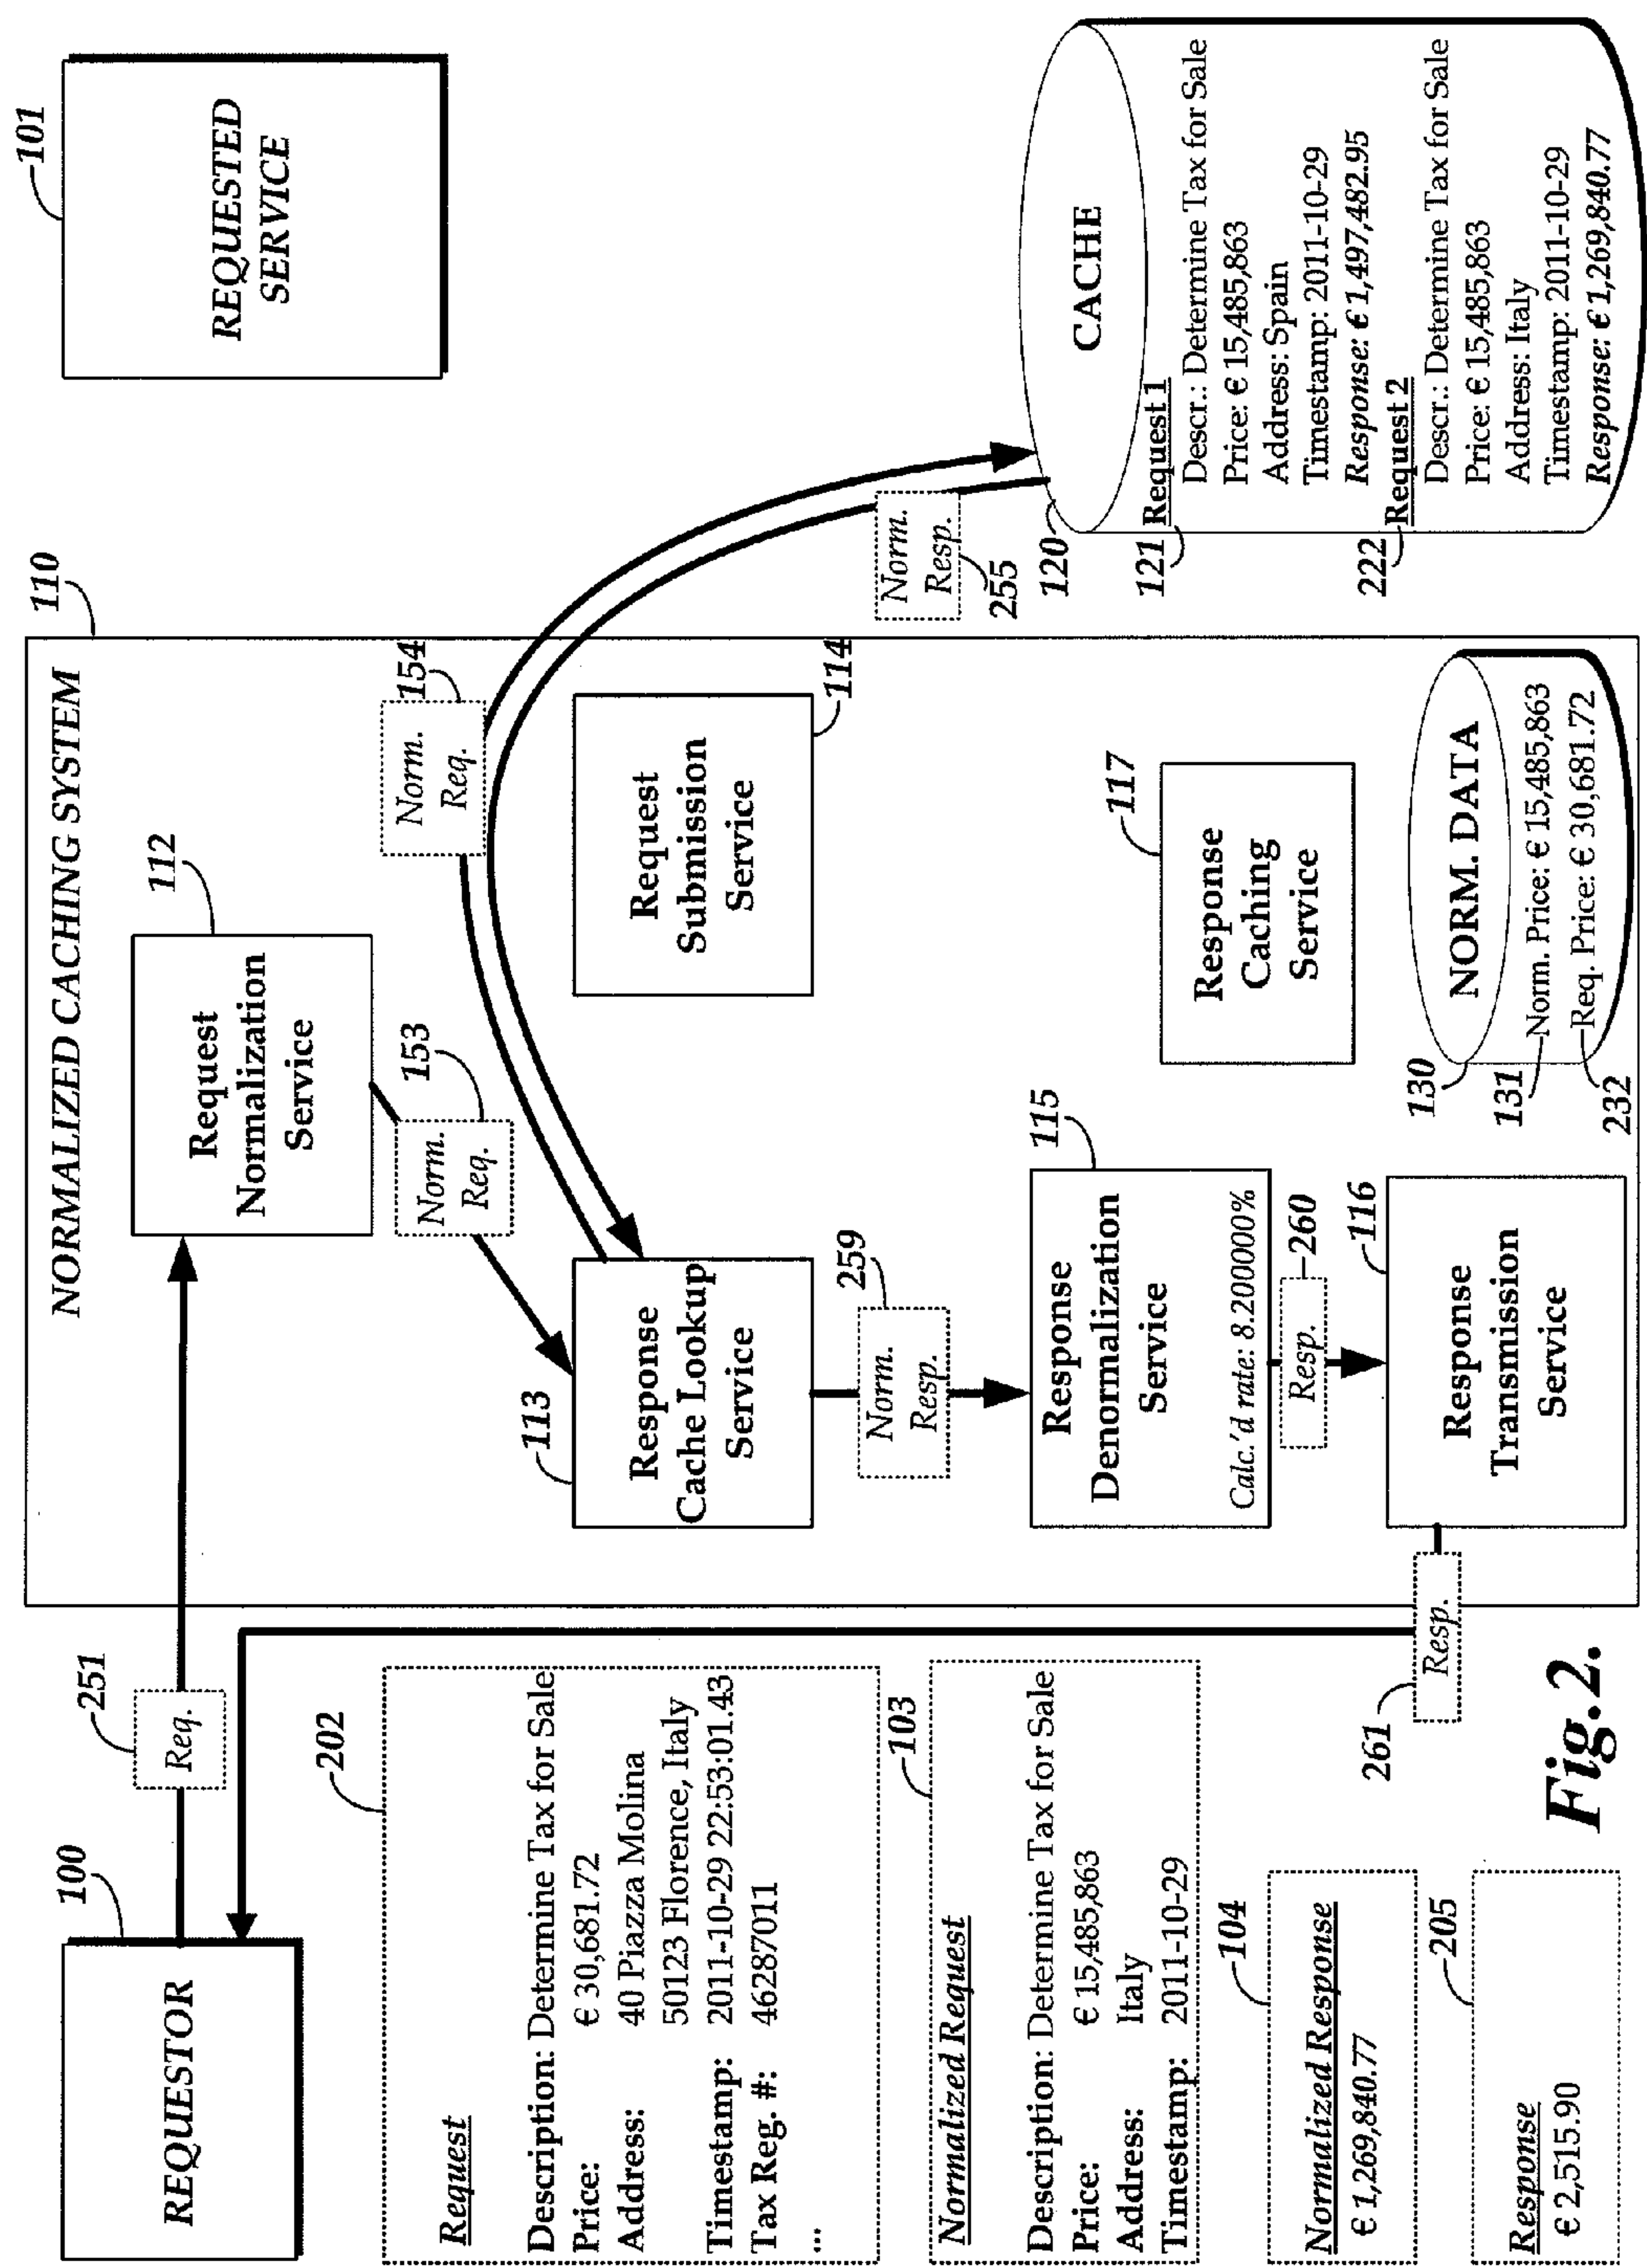 100
REQUESTOR
251
Req.
NORMALIZED CACHING SYSTEM
110
101
REQUESTED
SERVICE
112
Request
Normalization
Service
153
Norm.
Req.
154
Norm.
Req.
113
Response
Cache Lookup
Service
Request
Submission
Service
114
Norm.
Resp.
255
259
Norm.
Resp.
115
Response
Denormalization
Service
Calc.'d rate: 8.200000%
260
Resp.
116
Response
Transmission
Service
261
Resp.
117
Response
Caching
Service
130
NORM. DATA
131
Norm. Price: € 15,485,863
232
Req. Price: € 30,681.72
120
CACHE
121
Request 1
Descr.: Determine Tax for Sale
Price: € 15,485,863
Address: Spain
Timestamp: 2011-10-29
Response: € 1,497,482.95
222
Request 2
Descr.: Determine Tax for Sale
Price: € 15,485,863
Address: Italy
Timestamp: 2011-10-29
Response: € 1,269,840.77
202
Request
Description: Determine Tax for Sale
Price: € 30,681.72
Address: 40 Piazza Molina
50123 Florence, Italy
Timestamp: 2011-10-29 22:53:01.43
Tax Reg. #: 46287011
...
103
Normalized Request
Description: Determine Tax for Sale
Price: € 15,485,863
Address: Italy
Timestamp: 2011-10-29
104
Normalized Response
€ 1,269,840.77
205
Response
€ 2,515.90
Fig.2.